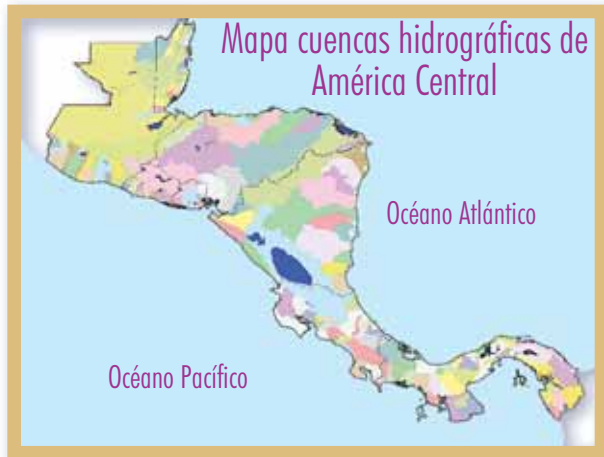 Mapa cuencas hidrográficas de
América Central
Océano Atlántico
Océano Pacífico